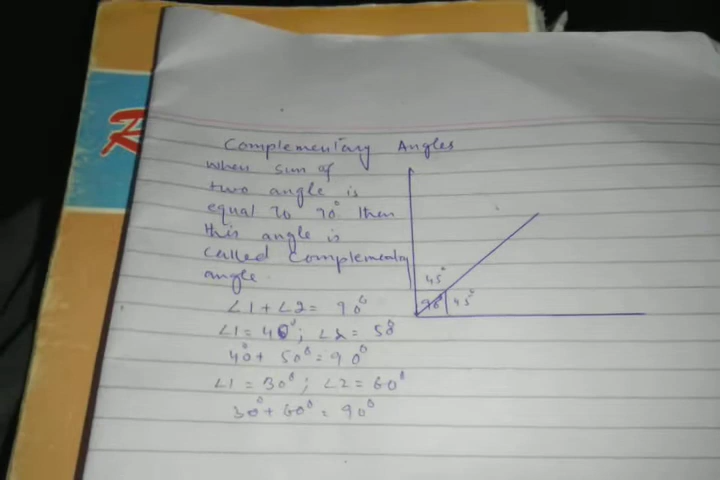 Complementary Angles
When sum of
two angle is
equal to 90° then
this angle is
called complementary
angle.
∠1 + ∠2 = 90°
∠1 = 40°; ∠2 = 50°
40° + 50° = 90°
∠1 = 30°; ∠2 = 60°
30° + 60° = 90°
45°
90° 45°
R